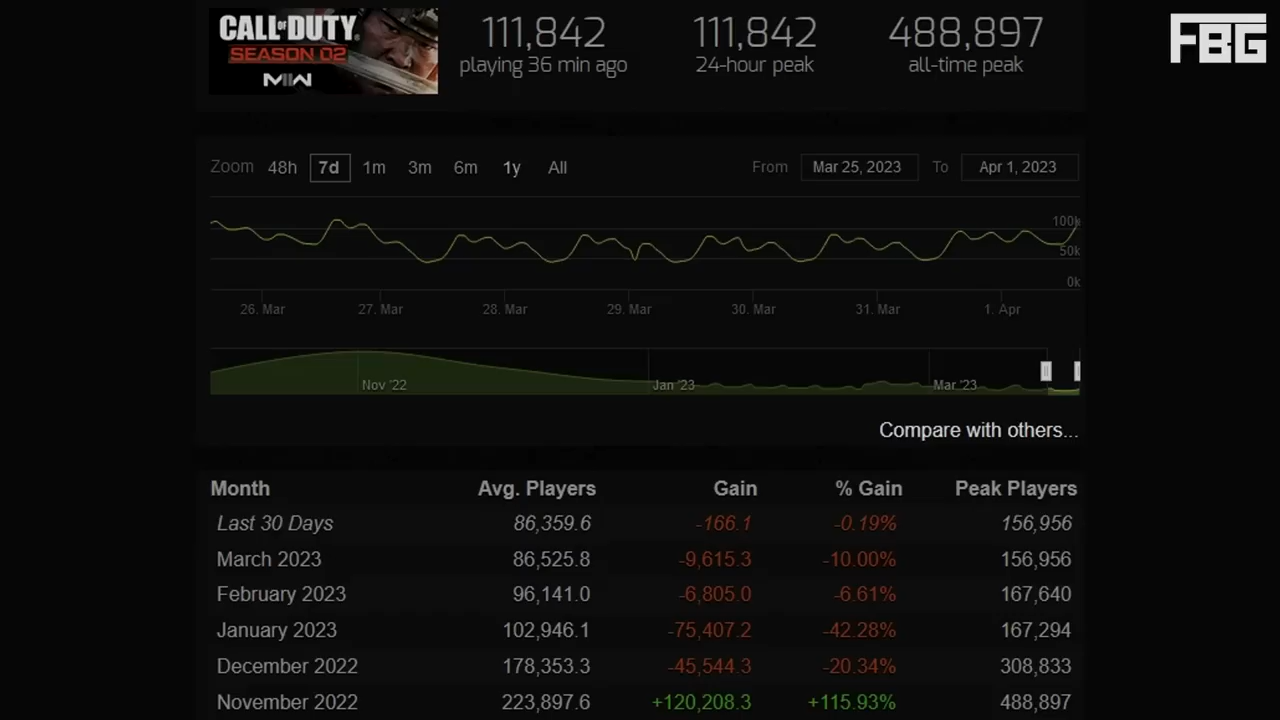 CALL OF DUTY
SEASON 02
MW
111,842
playing 36 min ago
111,842
24-hour peak
488,897
all-time peak
FBG
Zoom 48h 7d 1m 3m 6m 1y All From Mar 25, 2023 To Apr 1, 2023
100k
50k
0k
26. Mar 27. Mar 28. Mar 29. Mar 30. Mar 31. Mar 1. Apr
Nov '22 Jan '23 Mar '23
Compare with others...
Month Avg. Players Gain % Gain Peak Players
Last 30 Days 86,359.6 -166.1 -0.19% 156,956
March 2023 86,525.8 -9,615.3 -10.00% 156,956
February 2023 96,141.0 -6,805.0 -6.61% 167,640
January 2023 102,946.1 -75,407.2 -42.28% 167,294
December 2022 178,353.3 -45,544.3 -20.34% 308,833
November 2022 223,897.6 +120,208.3 +115.93% 488,897